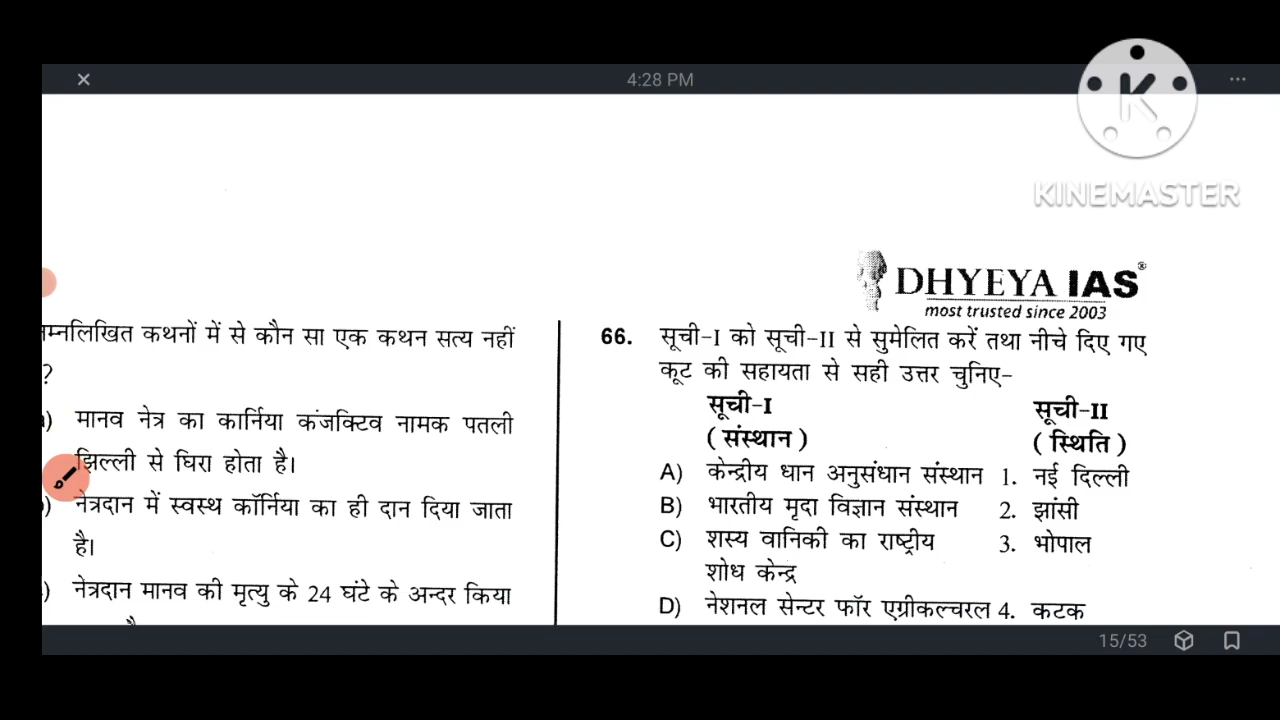 4:28 PM
KINEMASTER
DHYEYA IAS
most trusted since 2003
कथनों में से कौन सा एक कथन सत्य नहीं
?
मानव नेत्र का कार्निया कंजक्टिव नामक पतली
झिल्ली से घिरा होता है।
नेत्रदान में स्वस्थ कॉर्निया का ही दान दिया जाता
है।
नेत्रदान मानव की मृत्यु के 24 घंटे के अन्दर किया
66. सूची-I को सूची-II से सुमेलित करें तथा नीचे दिए गए
कूट की सहायता से सही उत्तर चुनिए-
सूची-I सूची-II
(संस्थान) (स्थिति)
A) केन्द्रीय धान अनुसंधान संस्थान 1. नई दिल्ली
B) भारतीय मृदा विज्ञान संस्थान 2. झांसी
C) शस्य वानिकी का राष्ट्रीय 3. भोपाल
शोध केन्द्र
D) नेशनल सेन्टर फॉर एग्रीकल्चरल 4. कटक
15/53